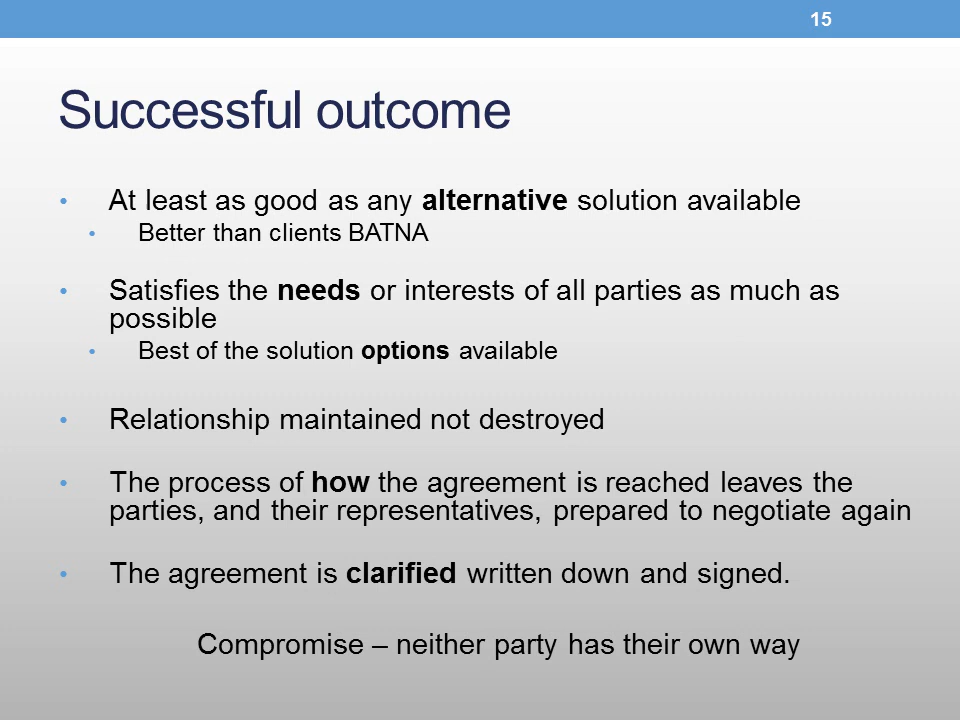 15
Successful outcome
• At least as good as any alternative solution available
• Better than clients BATNA
• Satisfies the needs or interests of all parties as much as
possible
• Best of the solution options available
• Relationship maintained not destroyed
• The process of how the agreement is reached leaves the
parties, and their representatives, prepared to negotiate again
• The agreement is clarified written down and signed.
Compromise – neither party has their own way